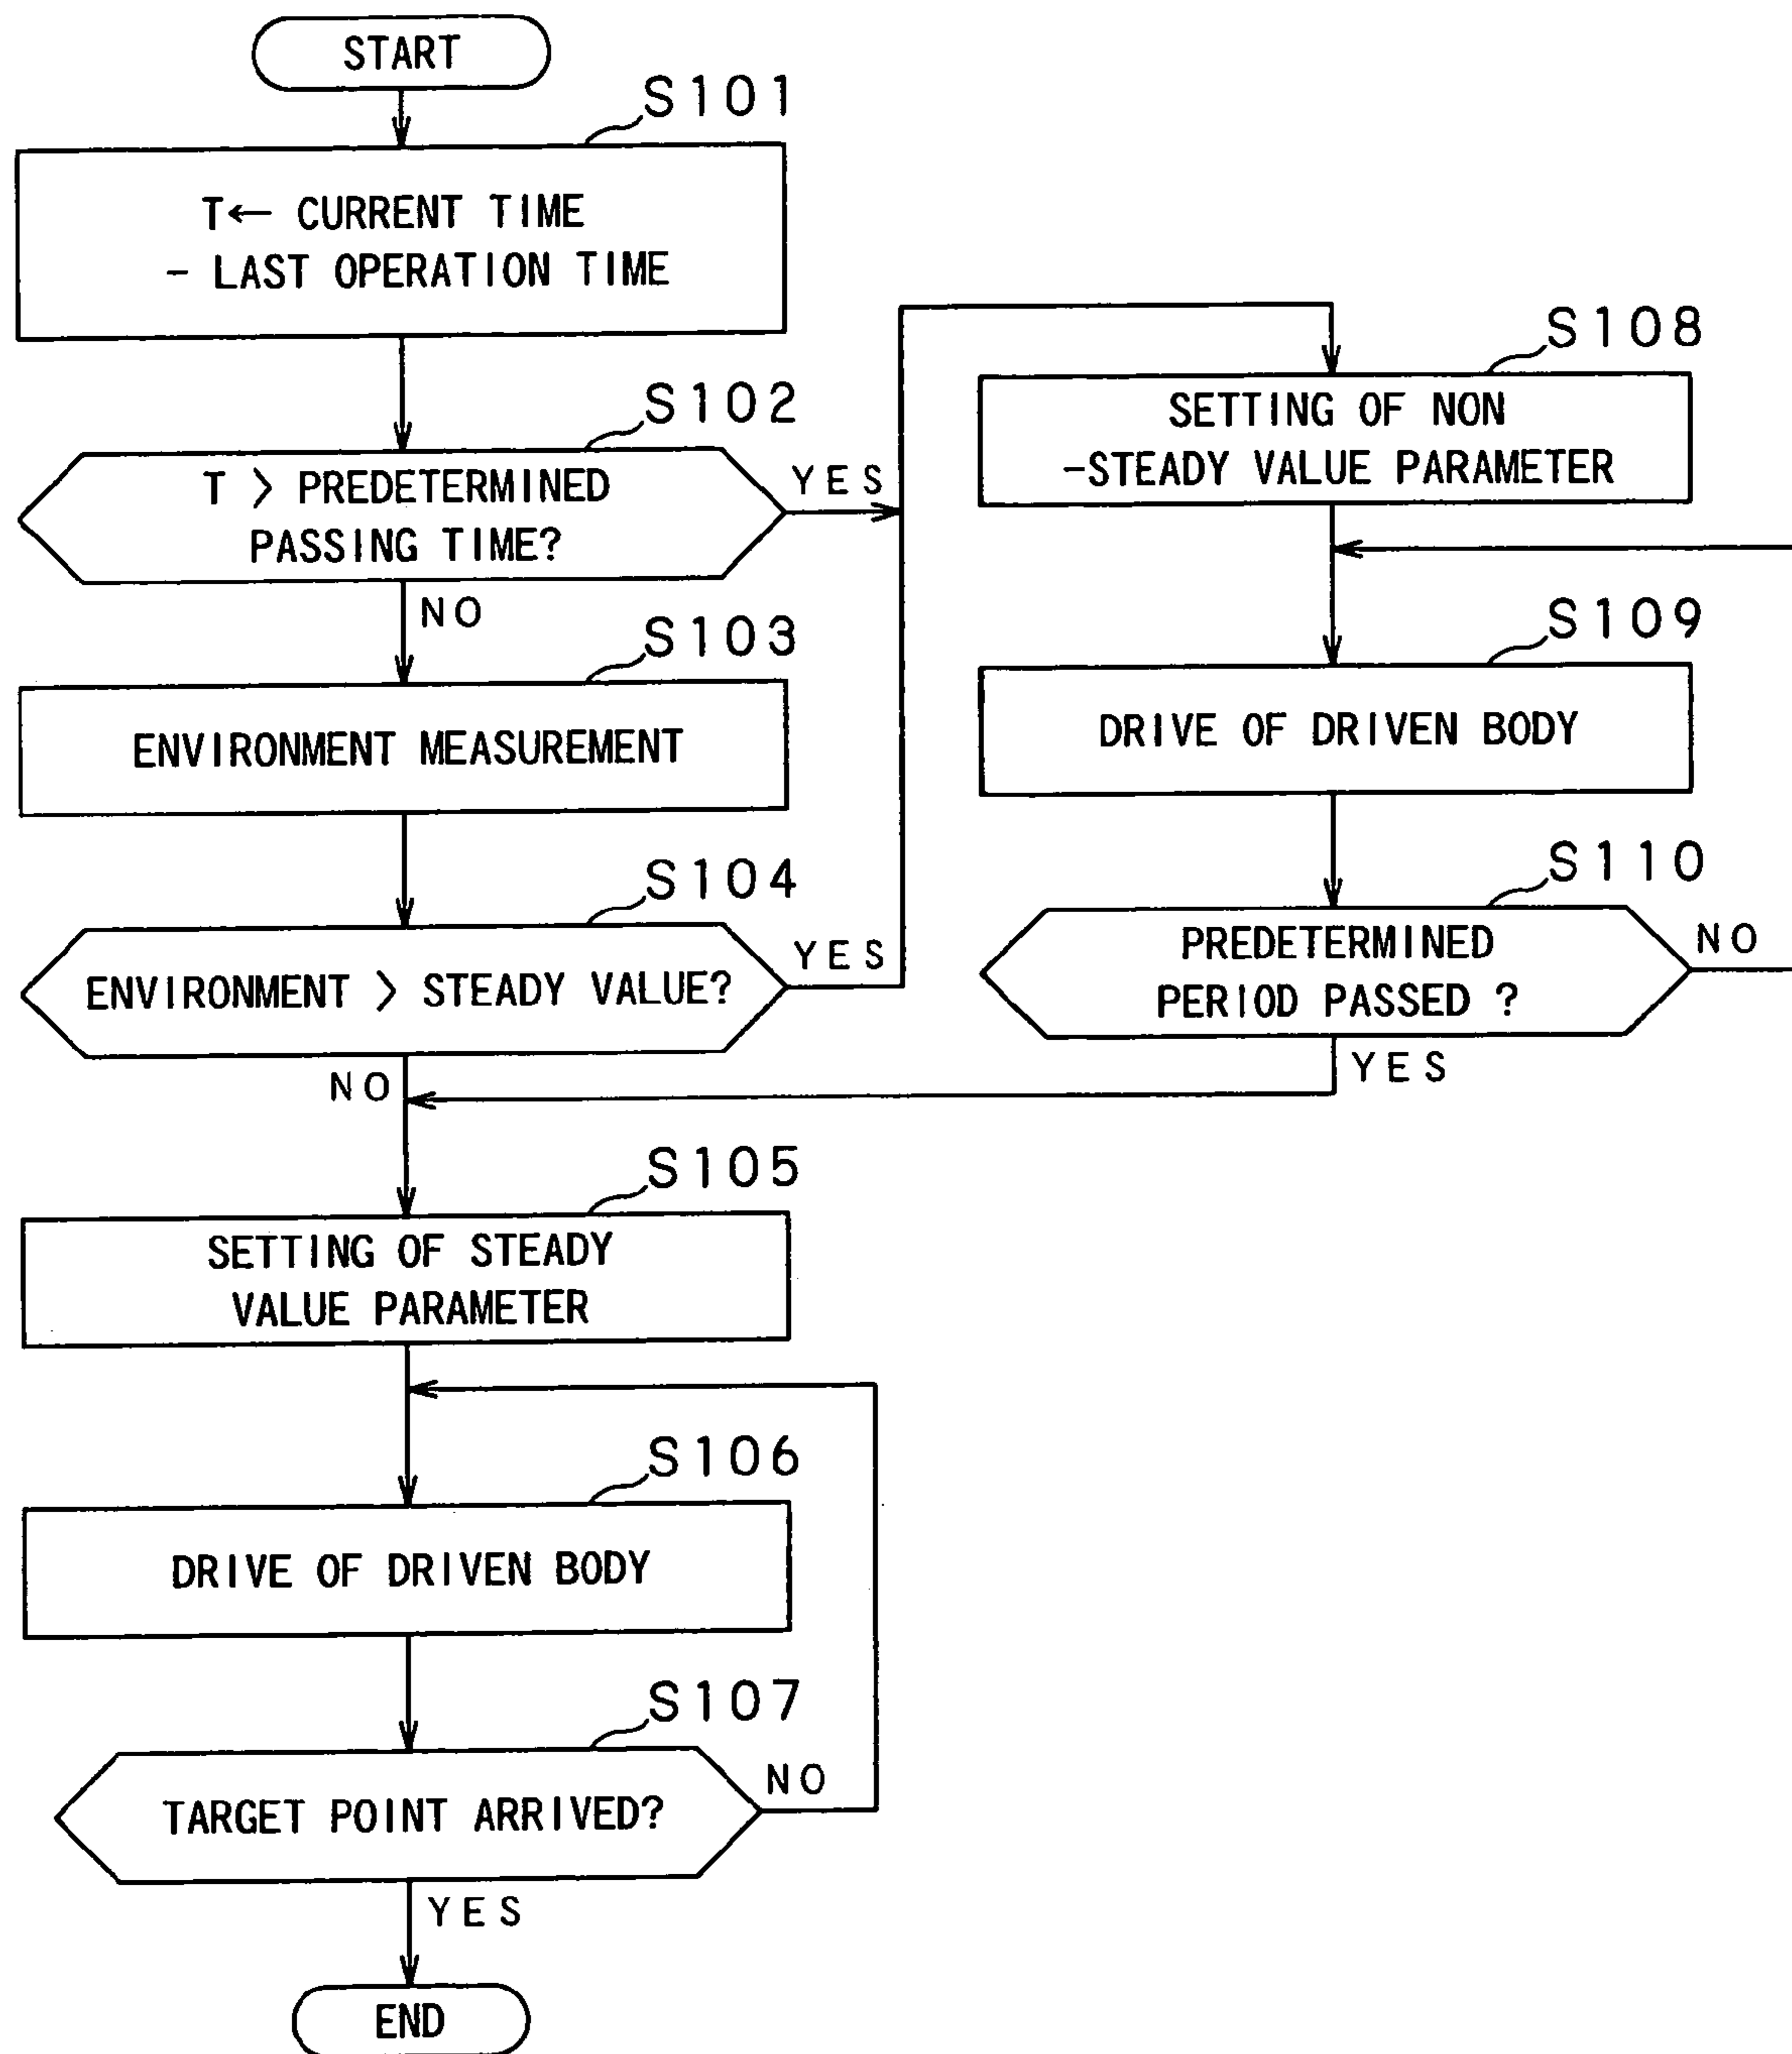 START
S101
T← CURRENT TIME
- LAST OPERATION TIME
S102
T > PREDETERMINED
PASSING TIME?
YES
NO
S103
ENVIRONMENT MEASUREMENT
S104
ENVIRONMENT > STEADY VALUE?
YES
NO
S105
SETTING OF STEADY
VALUE PARAMETER
S106
DRIVE OF DRIVEN BODY
S107
TARGET POINT ARRIVED?
NO
YES
END
S108
SETTING OF NON
-STEADY VALUE PARAMETER
S109
DRIVE OF DRIVEN BODY
S110
PREDETERMINED
PERIOD PASSED ?
NO
YES